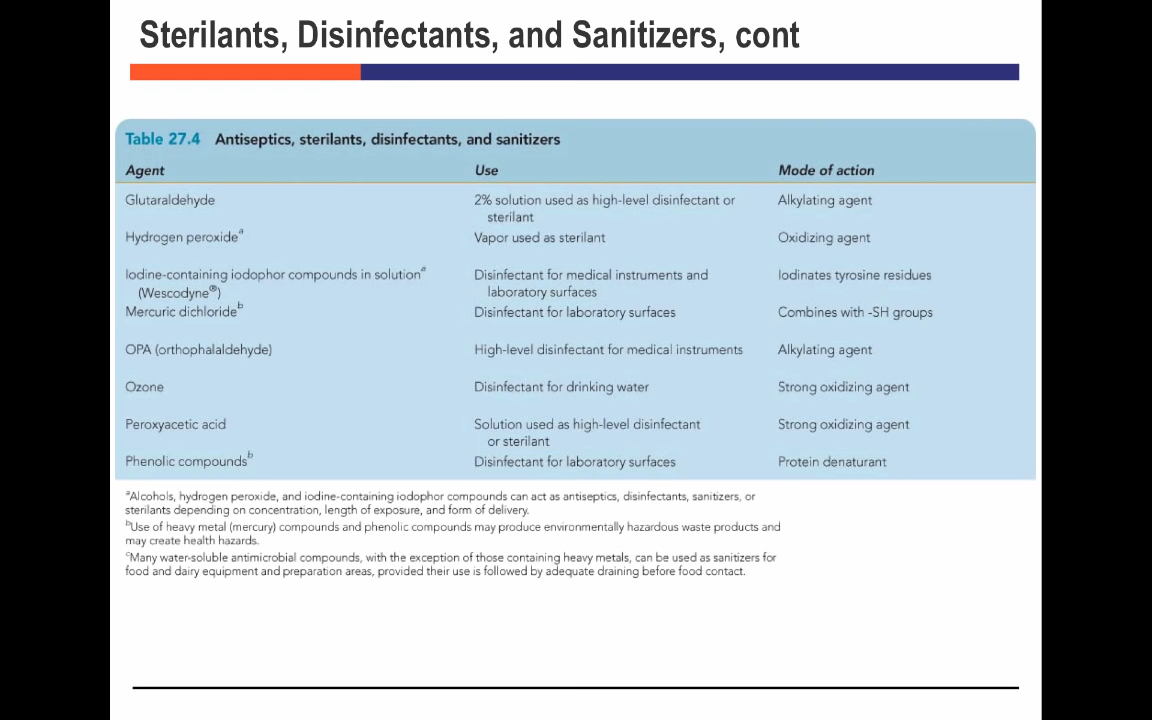 Sterilants, Disinfectants, and Sanitizers, cont
Table 27.4 Antiseptics, sterilants, disinfectants, and sanitizers
Agent Use Mode of action
Glutaraldehyde 2% solution used as high-level disinfectant or Alkylating agent
sterilant
Hydrogen peroxideᵃ Vapor used as sterilant Oxidizing agent
Iodine-containing iodophor compounds in solutionᵃ Disinfectant for medical instruments and Iodinates tyrosine residues
(Wescodyne®) laboratory surfaces
Mercuric dichlorideᵇ Disinfectant for laboratory surfaces Combines with -SH groups
OPA (orthophalaldehyde) High-level disinfectant for medical instruments Alkylating agent
Ozone Disinfectant for drinking water Strong oxidizing agent
Peroxyacetic acid Solution used as high-level disinfectant Strong oxidizing agent
or sterilant
Phenolic compoundsᵇ Disinfectant for laboratory surfaces Protein denaturant
ᵃAlcohols, hydrogen peroxide, and iodine-containing iodophor compounds can act as antiseptics, disinfectants, sanitizers, or
sterilants depending on concentration, length of exposure, and form of delivery.
ᵇUse of heavy metal (mercury) compounds and phenolic compounds may produce environmentally hazardous waste products and
may create health hazards.
ᶜMany water-soluble antimicrobial compounds, with the exception of those containing heavy metals, can be used as sanitizers for
food and dairy equipment and preparation areas, provided their use is followed by adequate draining before food contact.